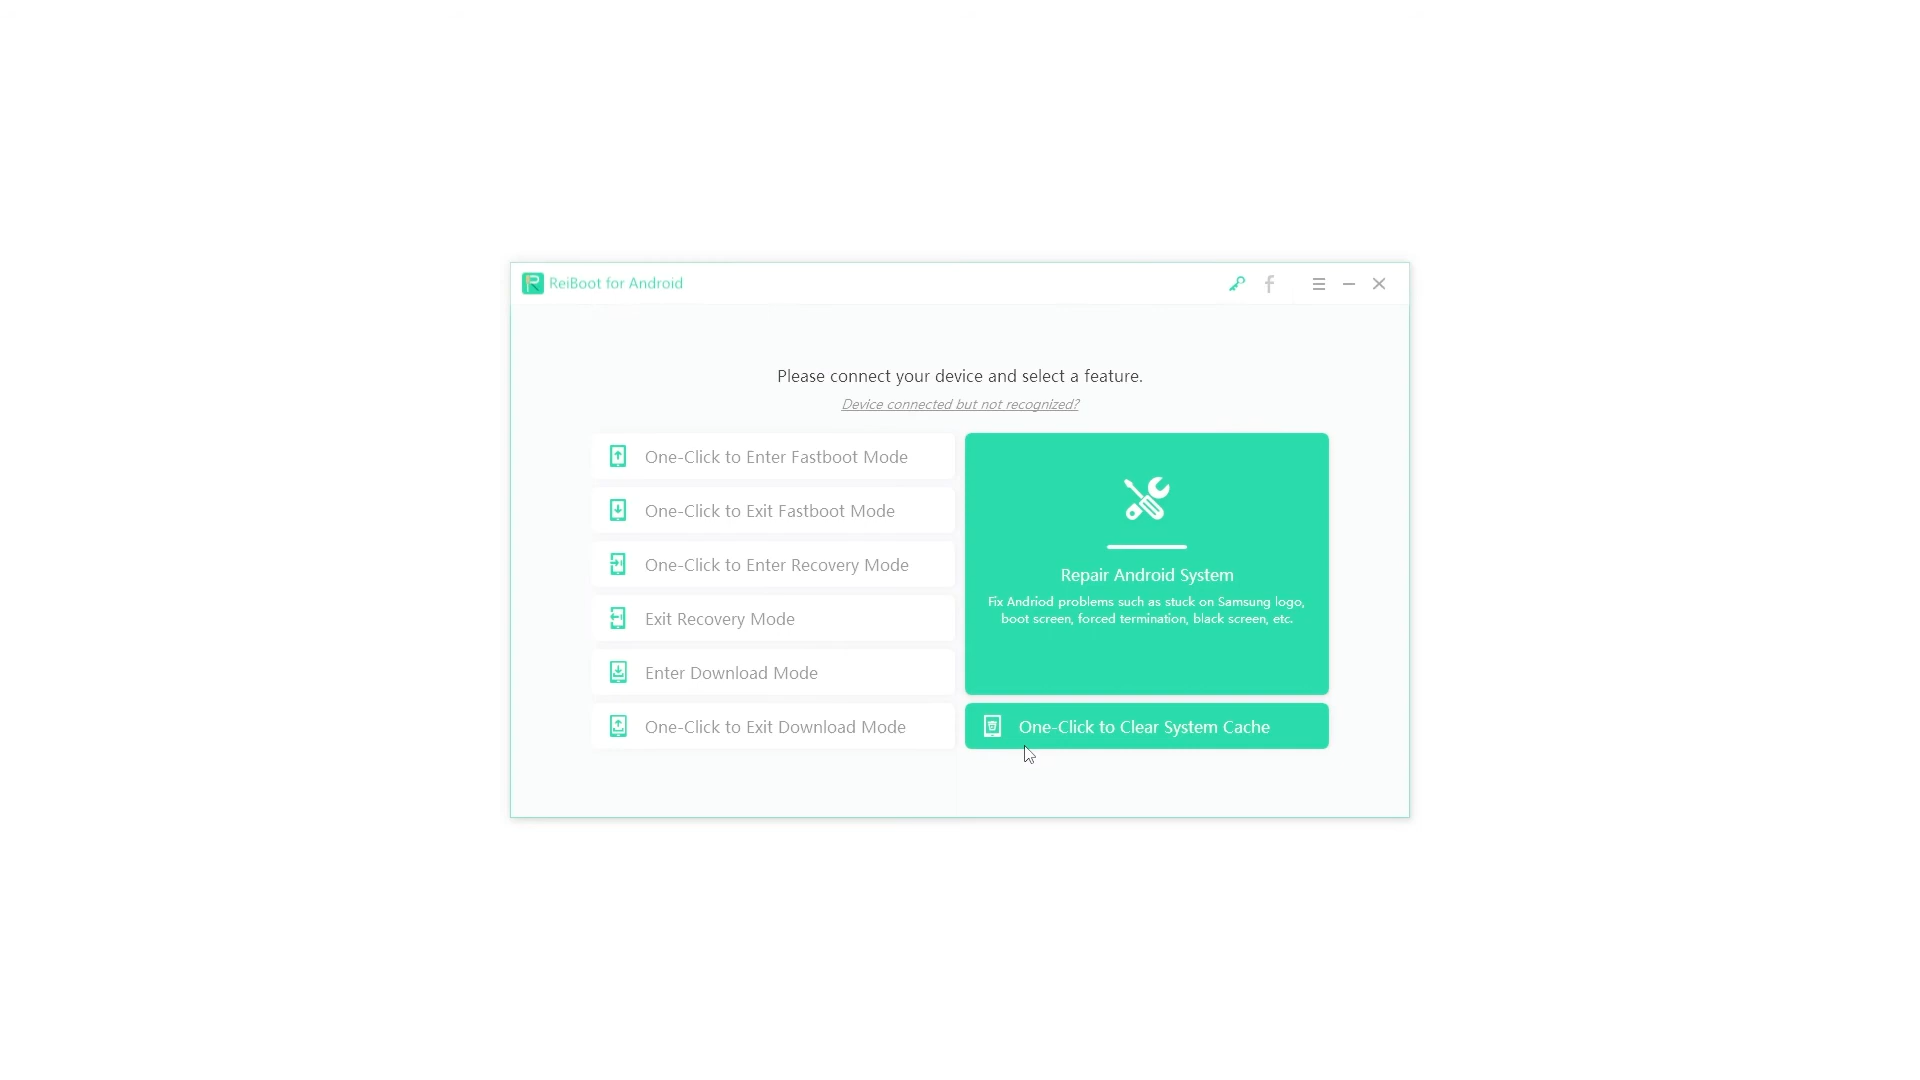 ReiBoot for Android
Please connect your device and select a feature.
Device connected but not recognized?
One-Click to Enter Fastboot Mode
One-Click to Exit Fastboot Mode
One-Click to Enter Recovery Mode
Exit Recovery Mode
Enter Download Mode
One-Click to Exit Download Mode
Repair Android System
Fix Andriod problems such as stuck on Samsung logo,
boot screen, forced termination, black screen, etc.
One-Click to Clear System Cache